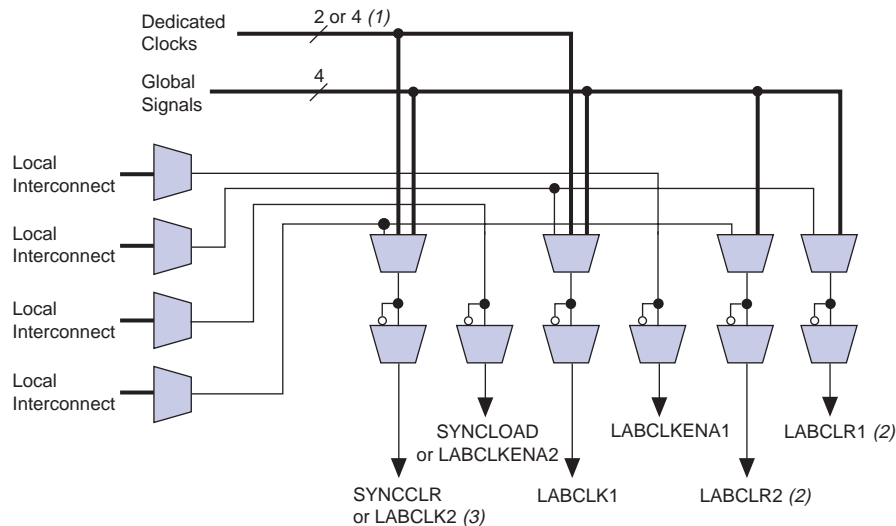 Dedicated
Clocks
2 or 4 (1)
Global
Signals
4
Local
Interconnect
Local
Interconnect
Local
Interconnect
Local
Interconnect
SYNCLOAD
or LABCLKENA2
LABCLKENA1
LABCLR1 (2)
SYNCCLR
or LABCLK2 (3)
LABCLK1
LABCLR2 (2)